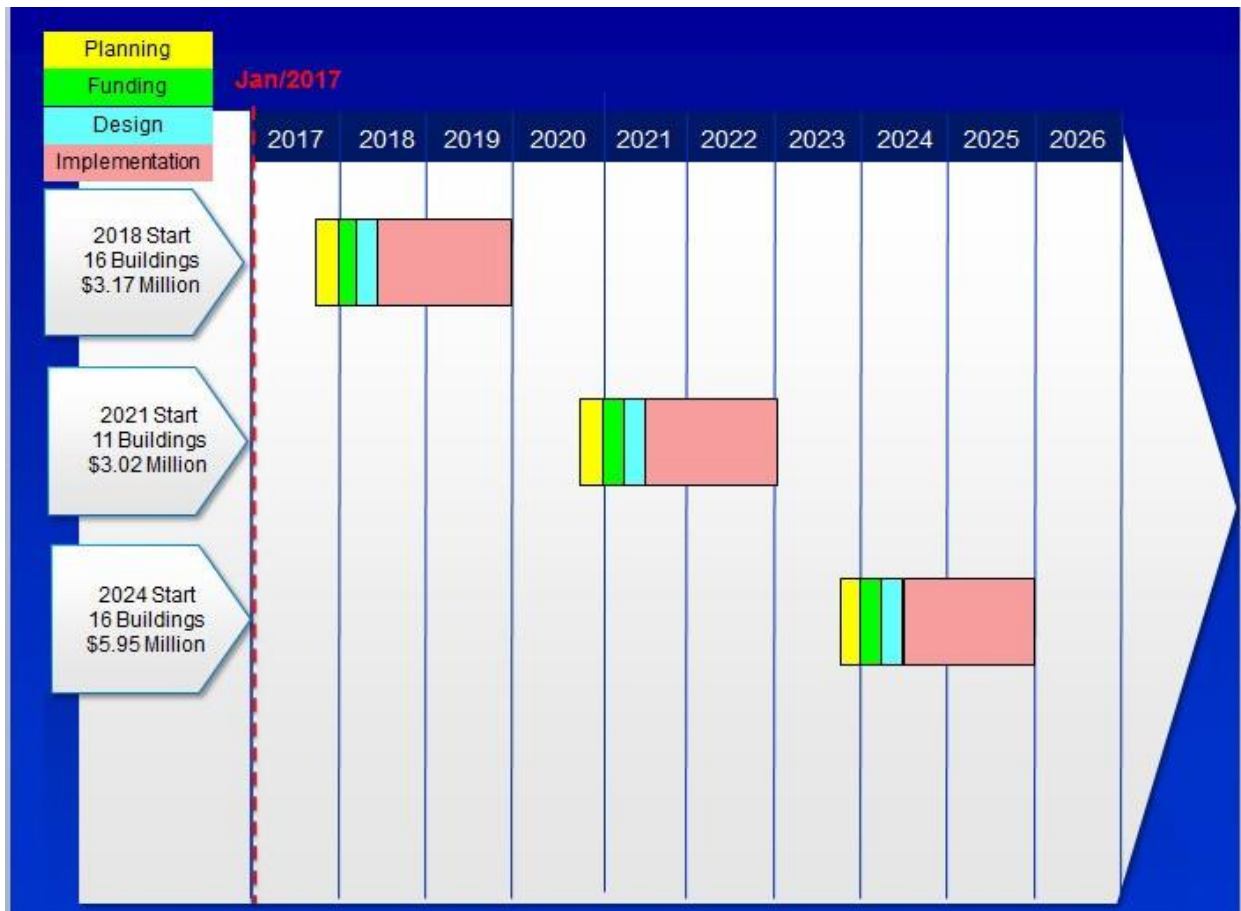 Planning
Funding
Design
Implementation
Jan/2017
2017 2018 2019 2020 2021 2022 2023 2024 2025 2026
2018 Start
16 Buildings
$3.17 Million
2021 Start
11 Buildings
$3.02 Million
2024 Start
16 Buildings
$5.95 Million